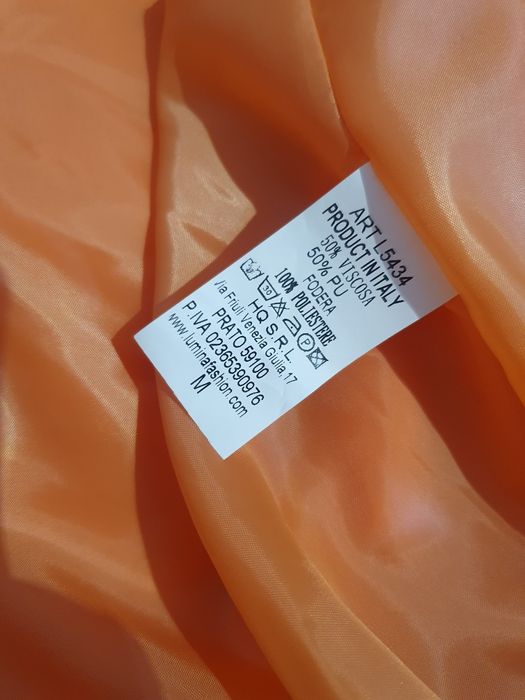 ART L5434
PRODUCT IN ITALY
50% VISCOSA
50% PU
FODERA
100% POLIESTERE
30
P
HQ S.R.L.
Via Friuli Venezia Giulia,17
PRATO 59100
P.IVA 02365390976
www.luminafashion.com
M